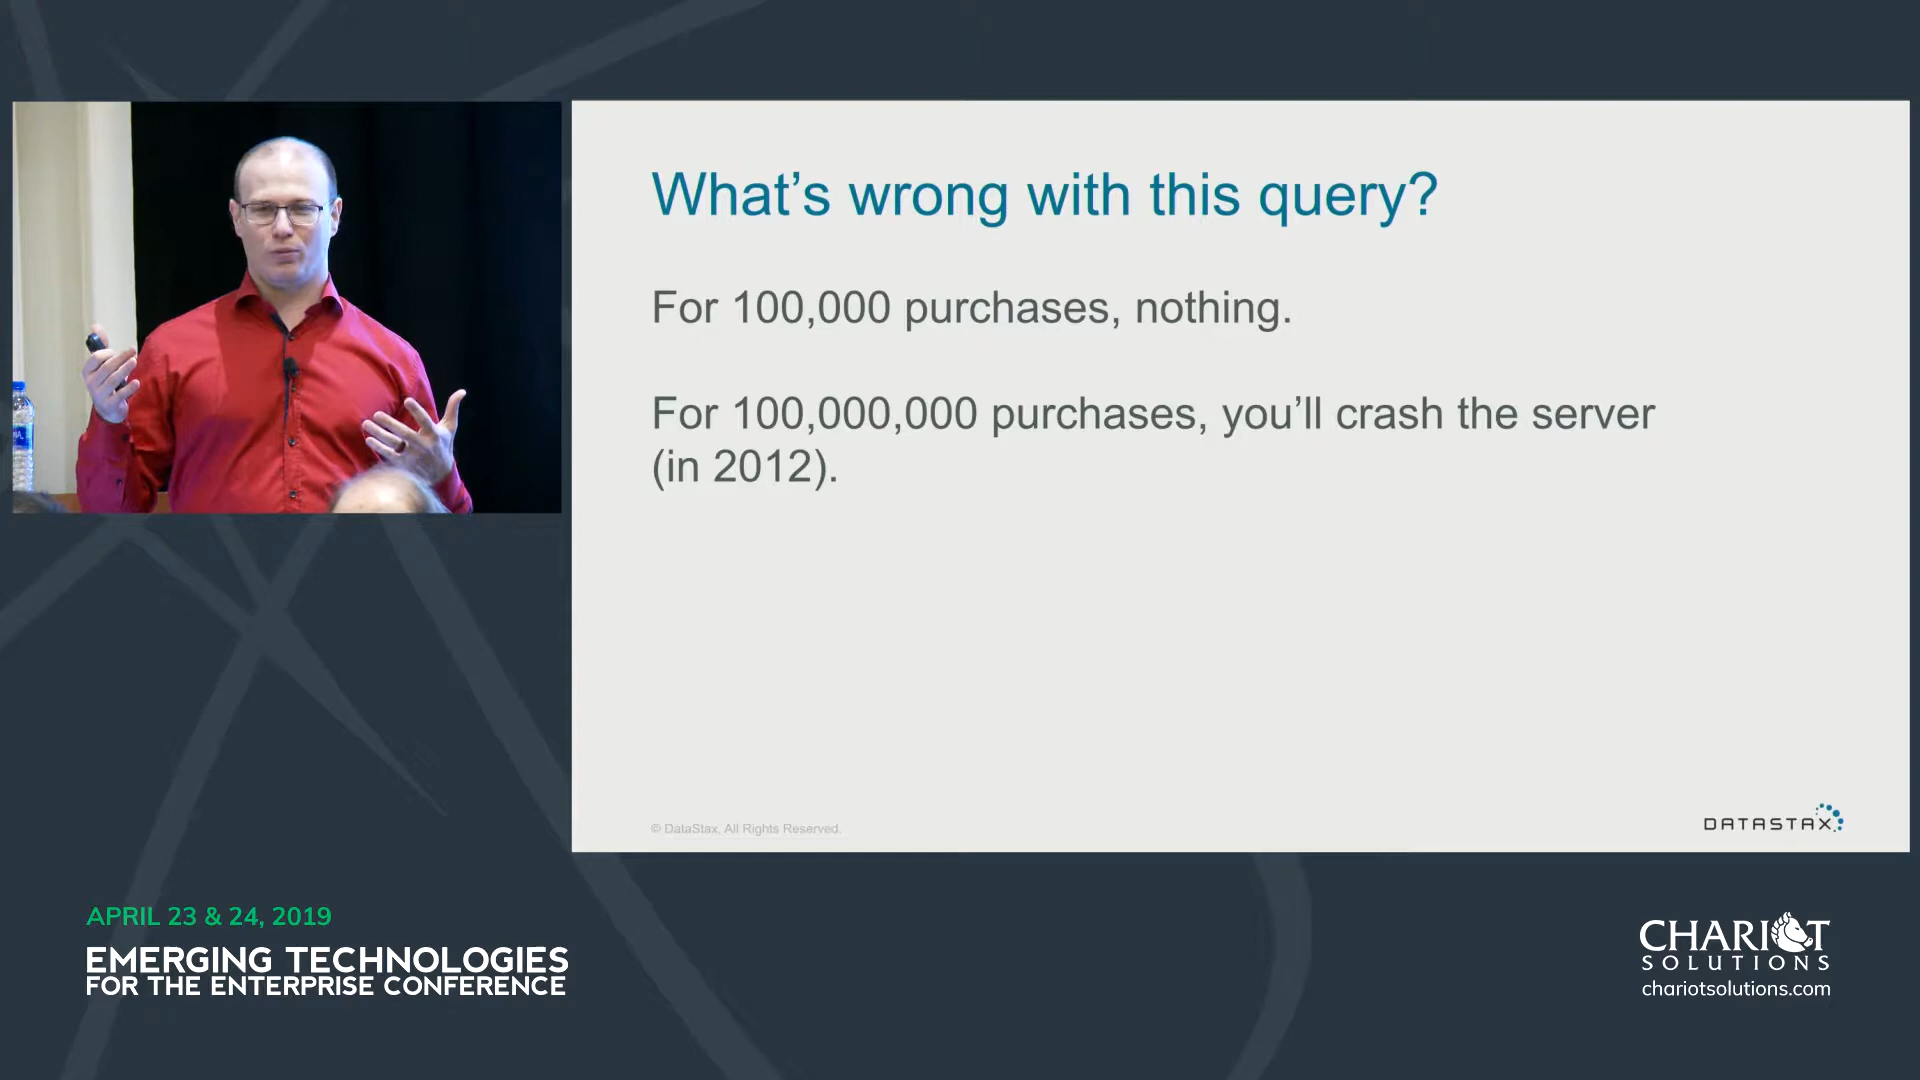 What's wrong with this query?
For 100,000 purchases, nothing.
For 100,000,000 purchases, you'll crash the server
(in 2012).
© DataStax, All Rights Reserved.
DATASTAX
APRIL 23 & 24, 2019
EMERGING TECHNOLOGIES
FOR THE ENTERPRISE CONFERENCE
CHARIOT
SOLUTIONS
chariotsolutions.com